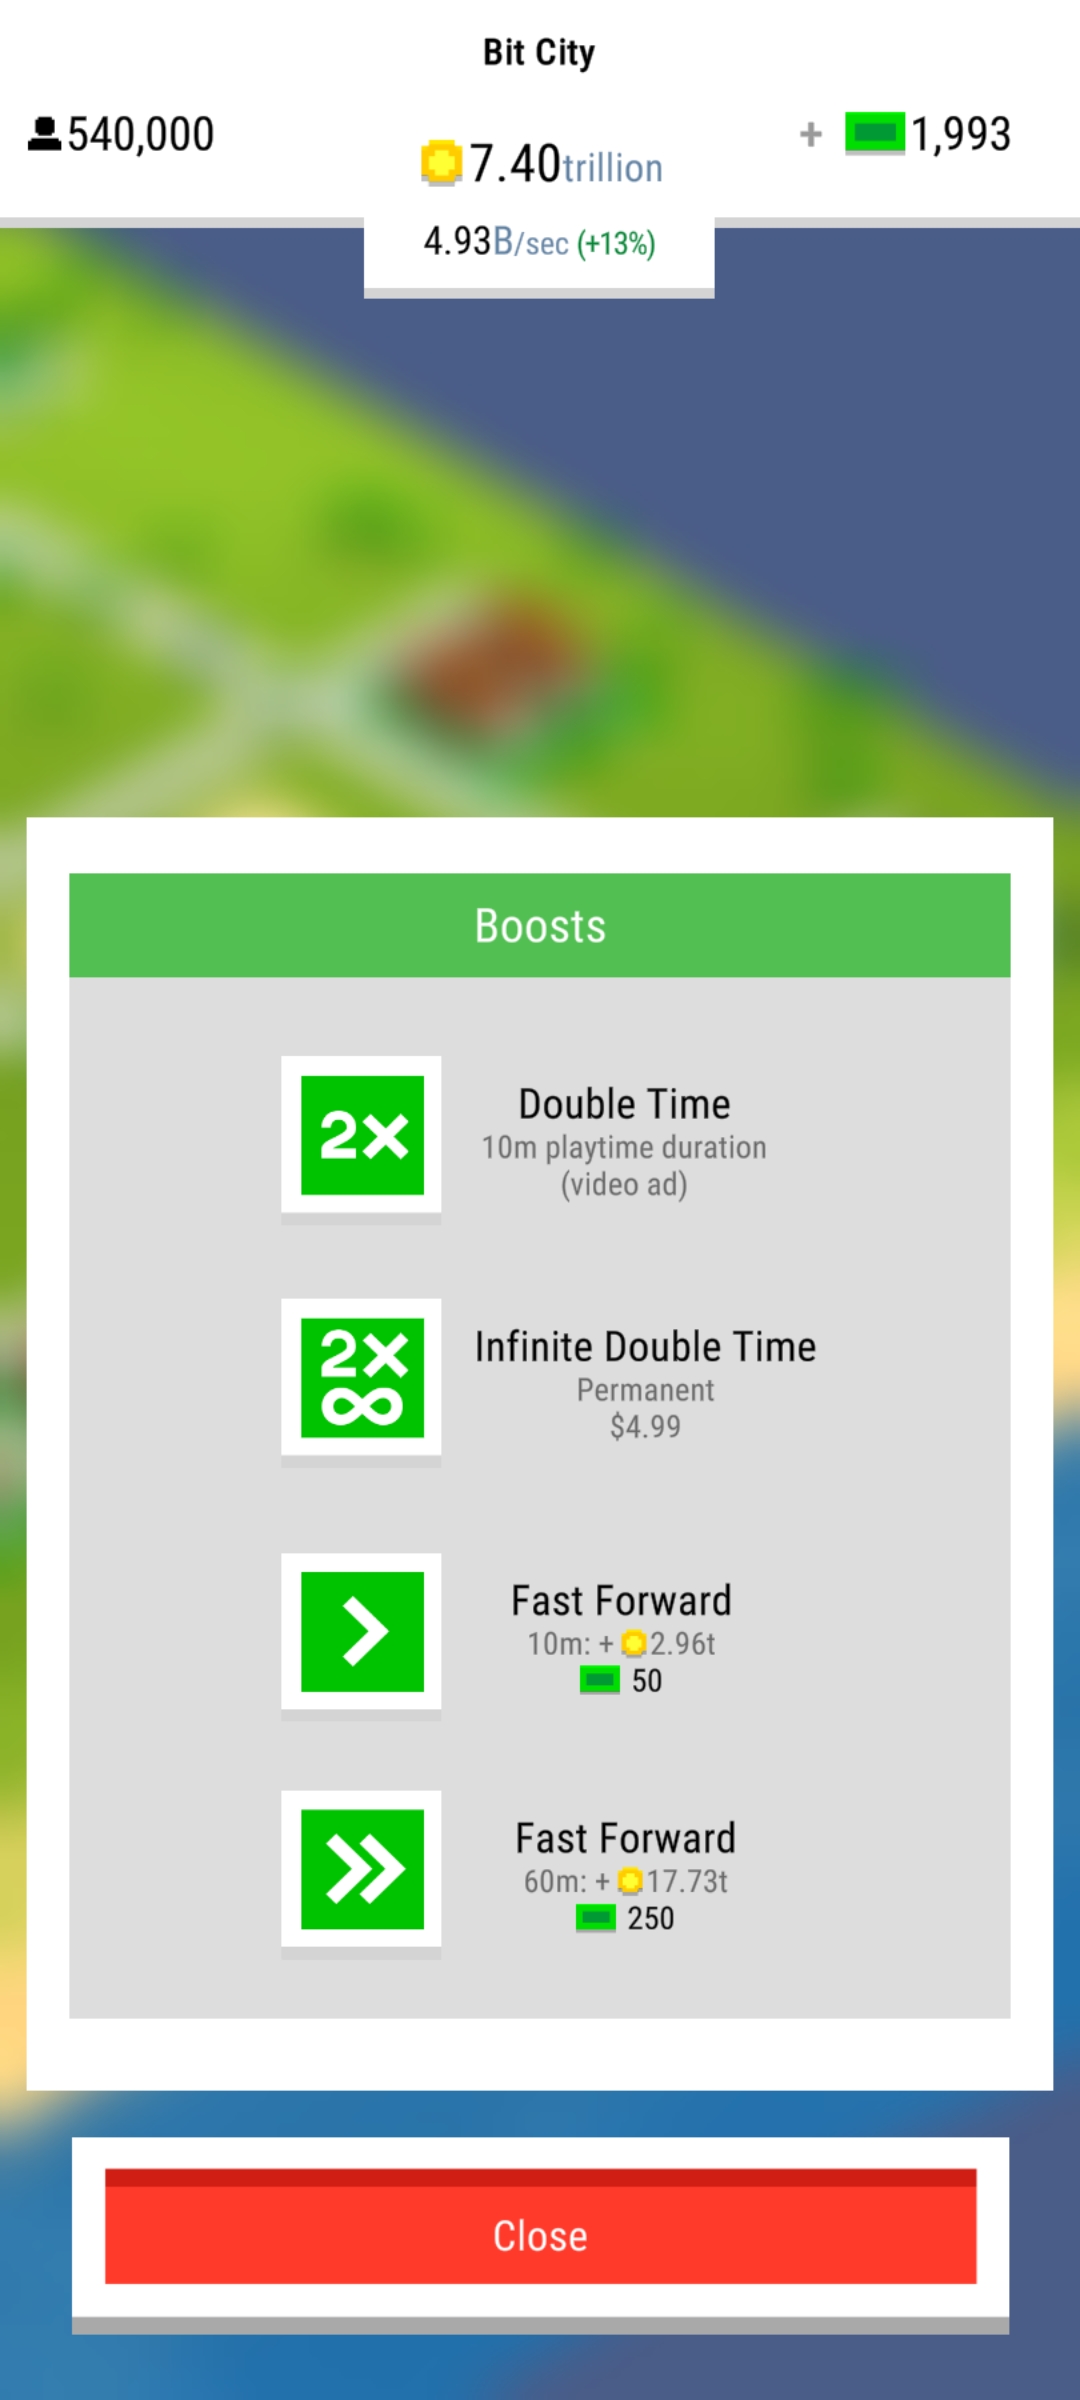 Bit City
540,000
7.40trillion
+ 1,993
4.93B/sec (+13%)
Boosts
2×
Double Time
10m playtime duration
(video ad)
2×
∞
Infinite Double Time
Permanent
$4.99
Fast Forward
10m: + 2.96t
50
Fast Forward
60m: + 17.73t
250
Close